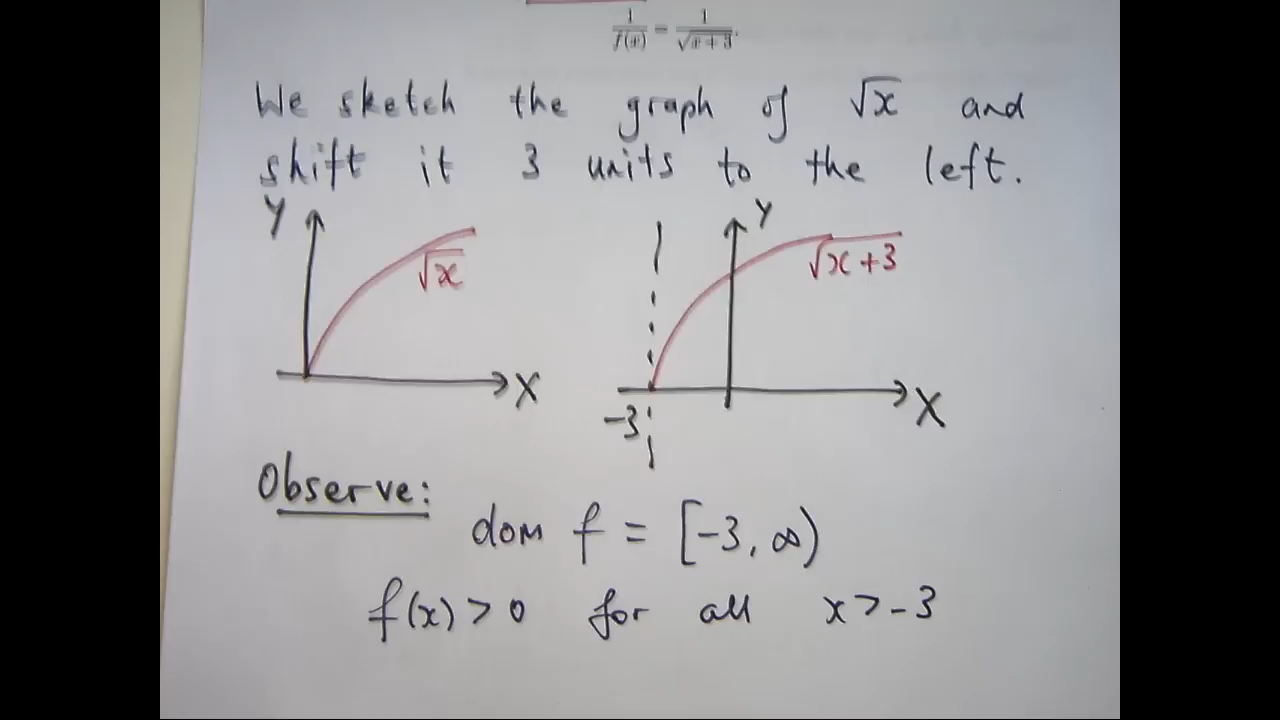 1/f(x) = 1/√(x+3).
We sketch the graph of √x and
shift it 3 units to the left.
Y
√x
X
Y
√x+3
-3
X
Observe:
dom f = [-3, ∞)
f(x) > 0 for all x > -3